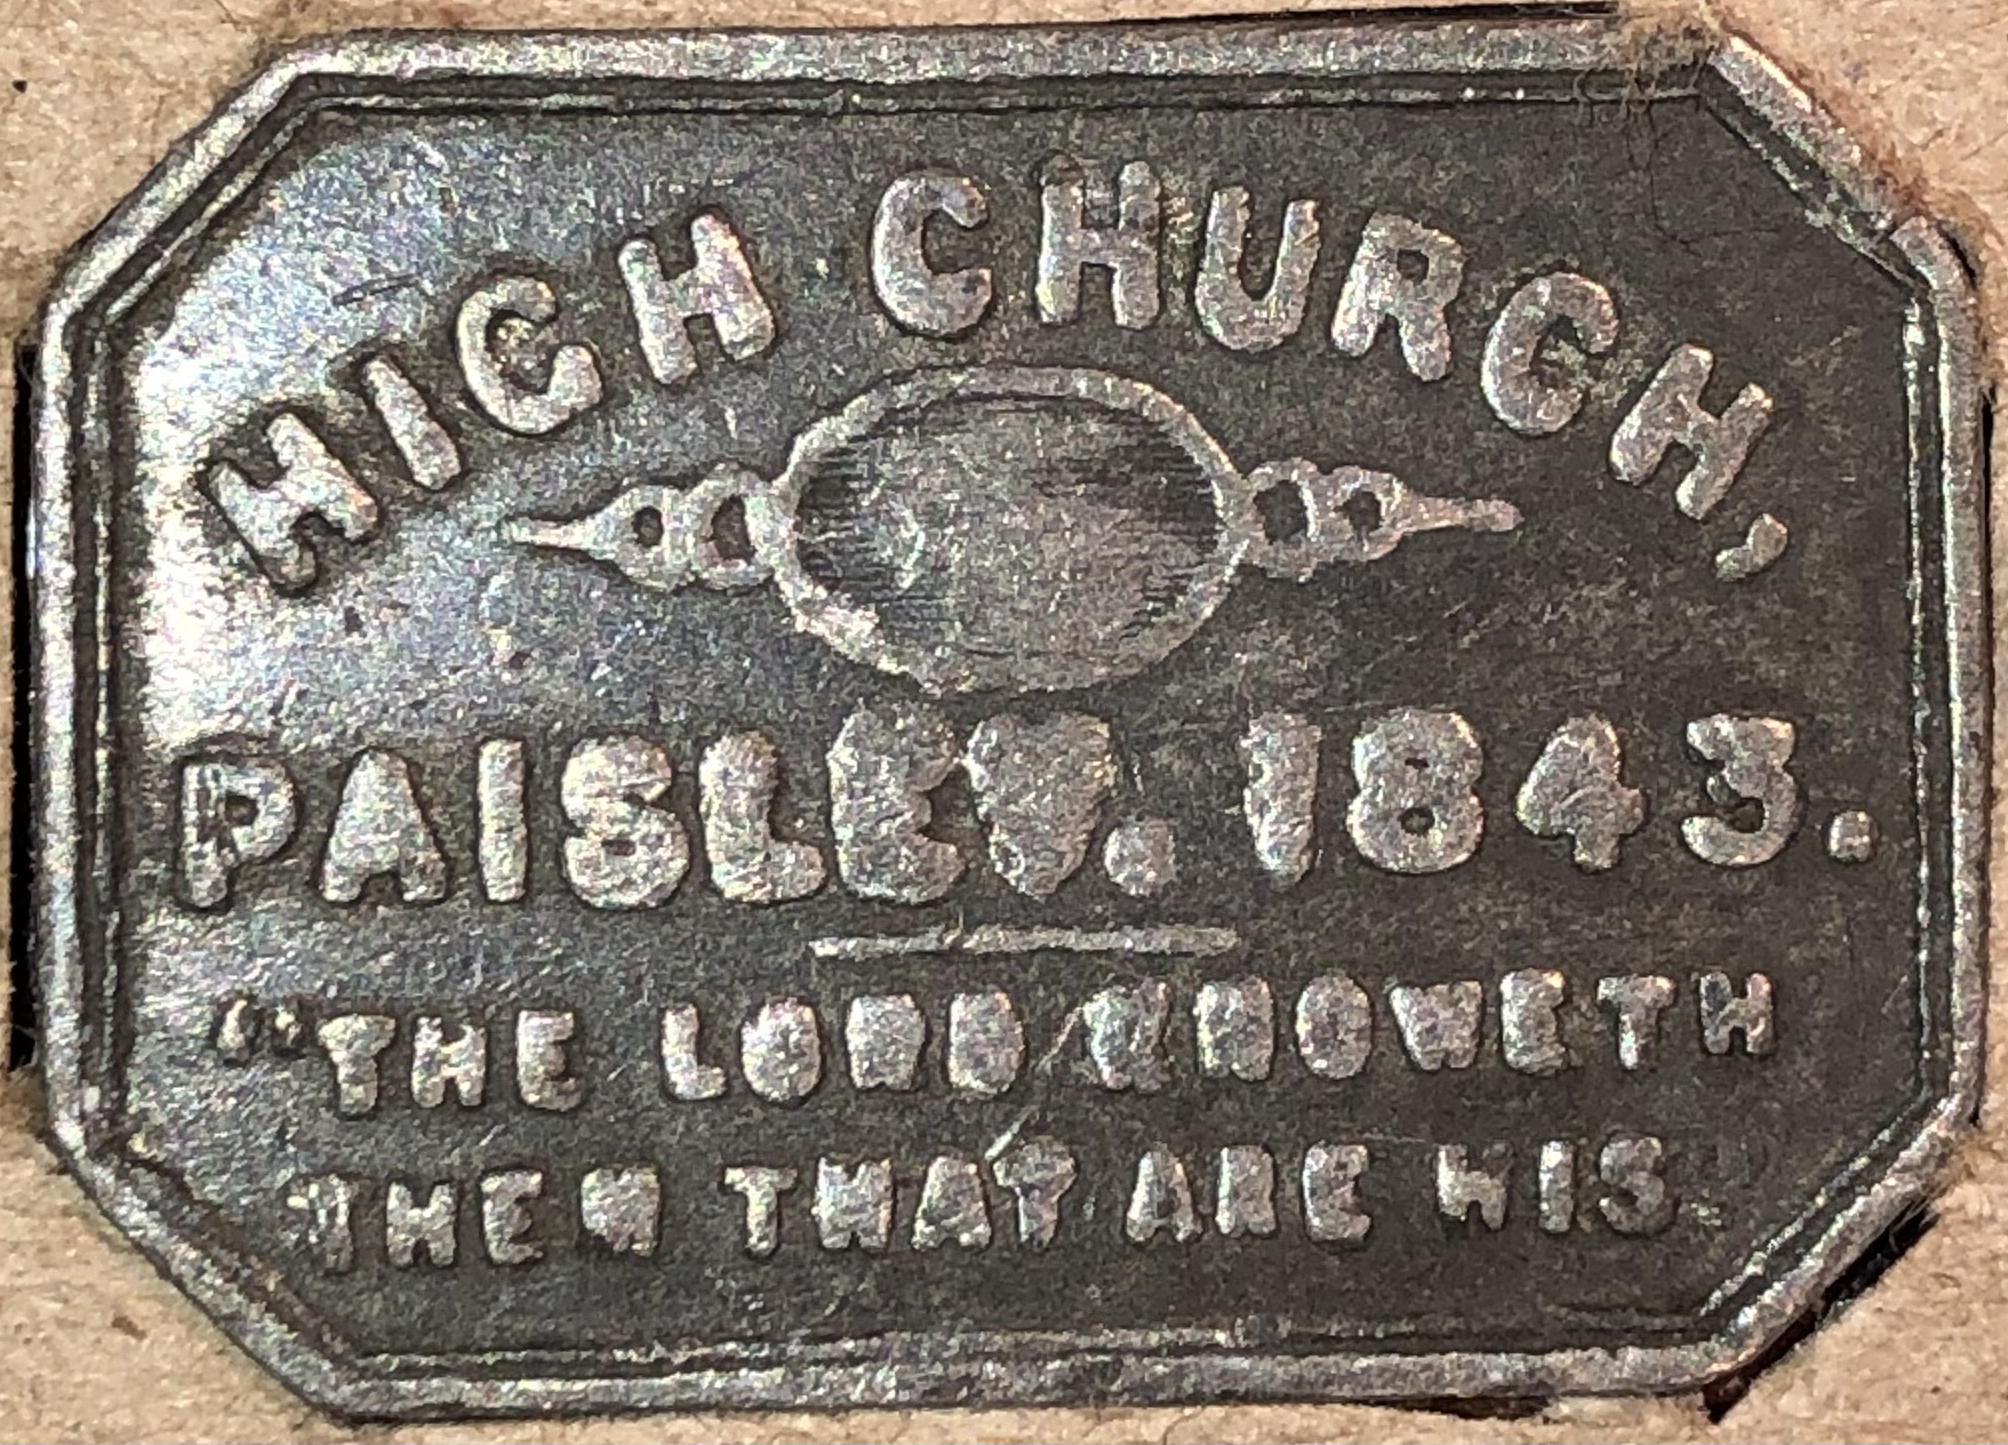 HIGH CHURCH,
PAISLEY. 1843.
"THE LORD KNOWETH
THEM THAT ARE HIS